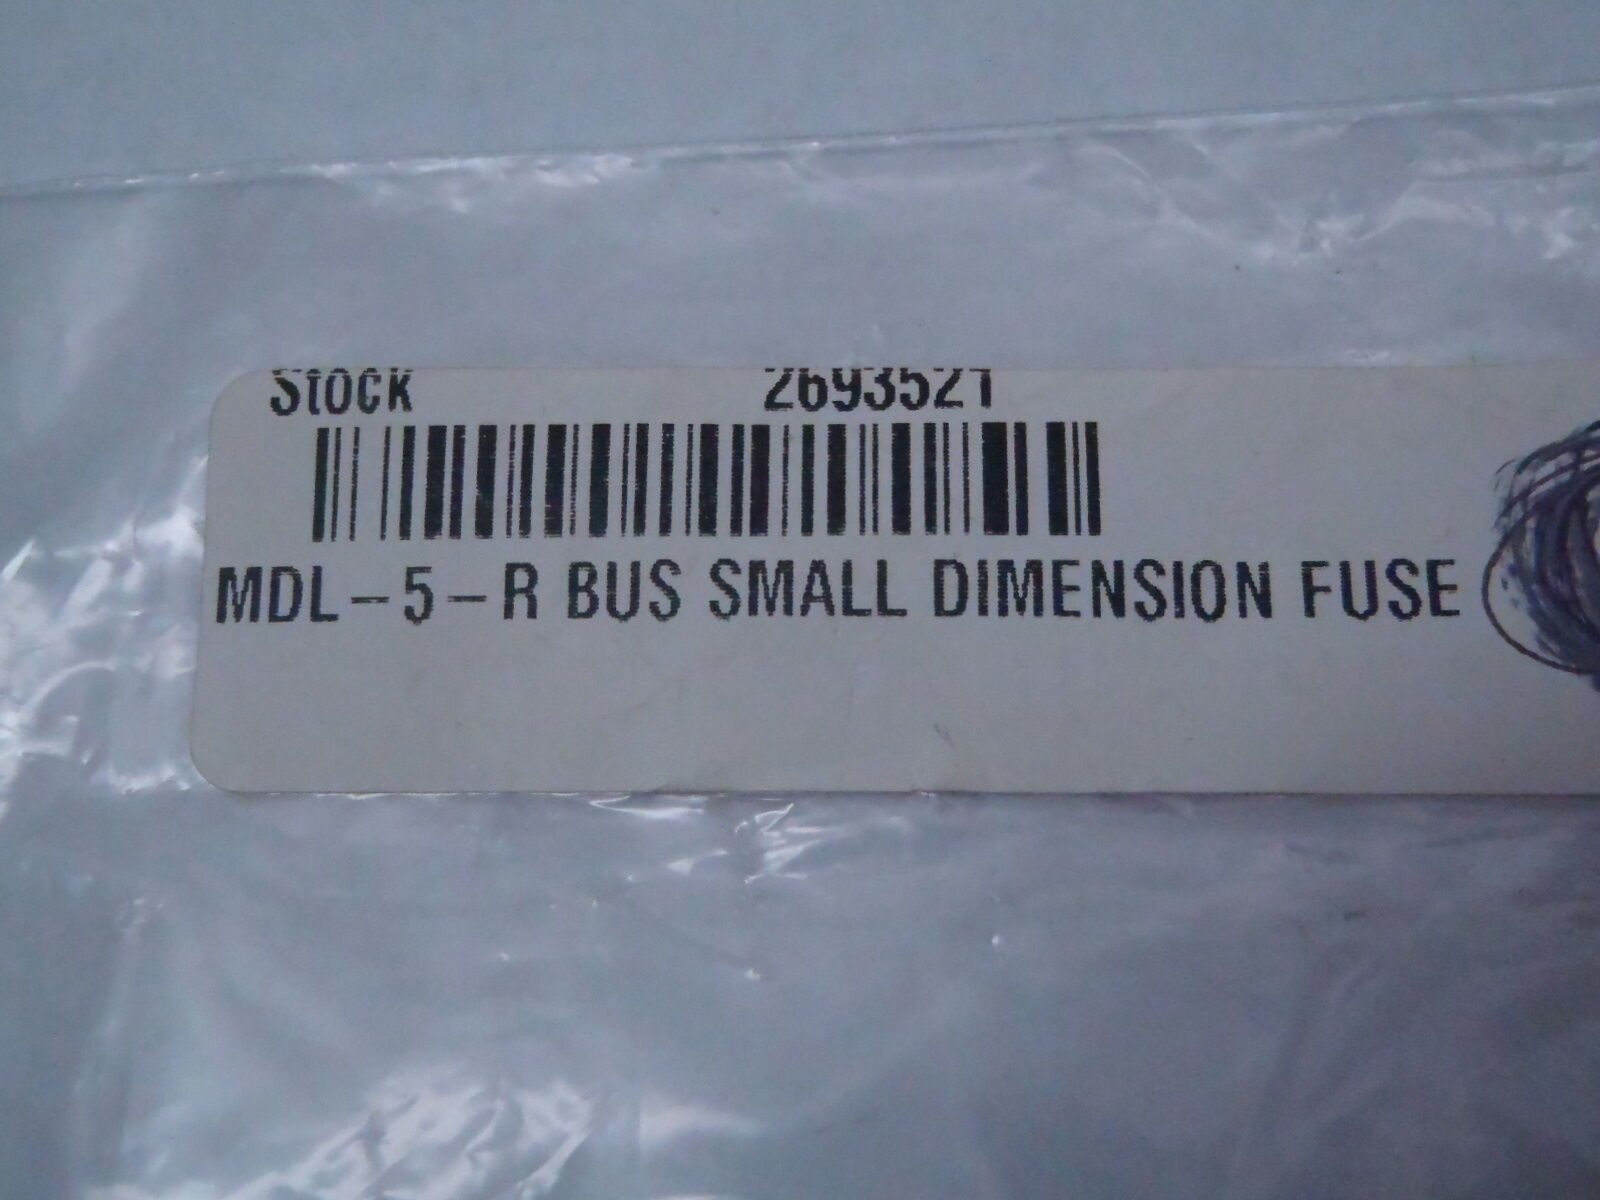 Stock 2693521
MDL-5-R BUS SMALL DIMENSION FUSE